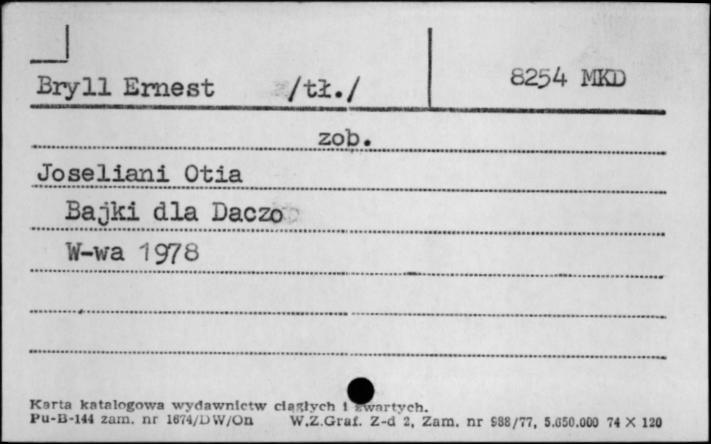 Bryll Ernest /tł./ 8254 MKD
zob.
Joseliani Otia
Bajki dla Daczo
W-wa 1978
Karta katalogowa wydawnictw ciągłych i zwartych.
Pu-B-144 zam. nr 1674/DW/On W.Z.Graf. Z-d 2, Zam. nr 988/77, 5.650.000 74 X 120